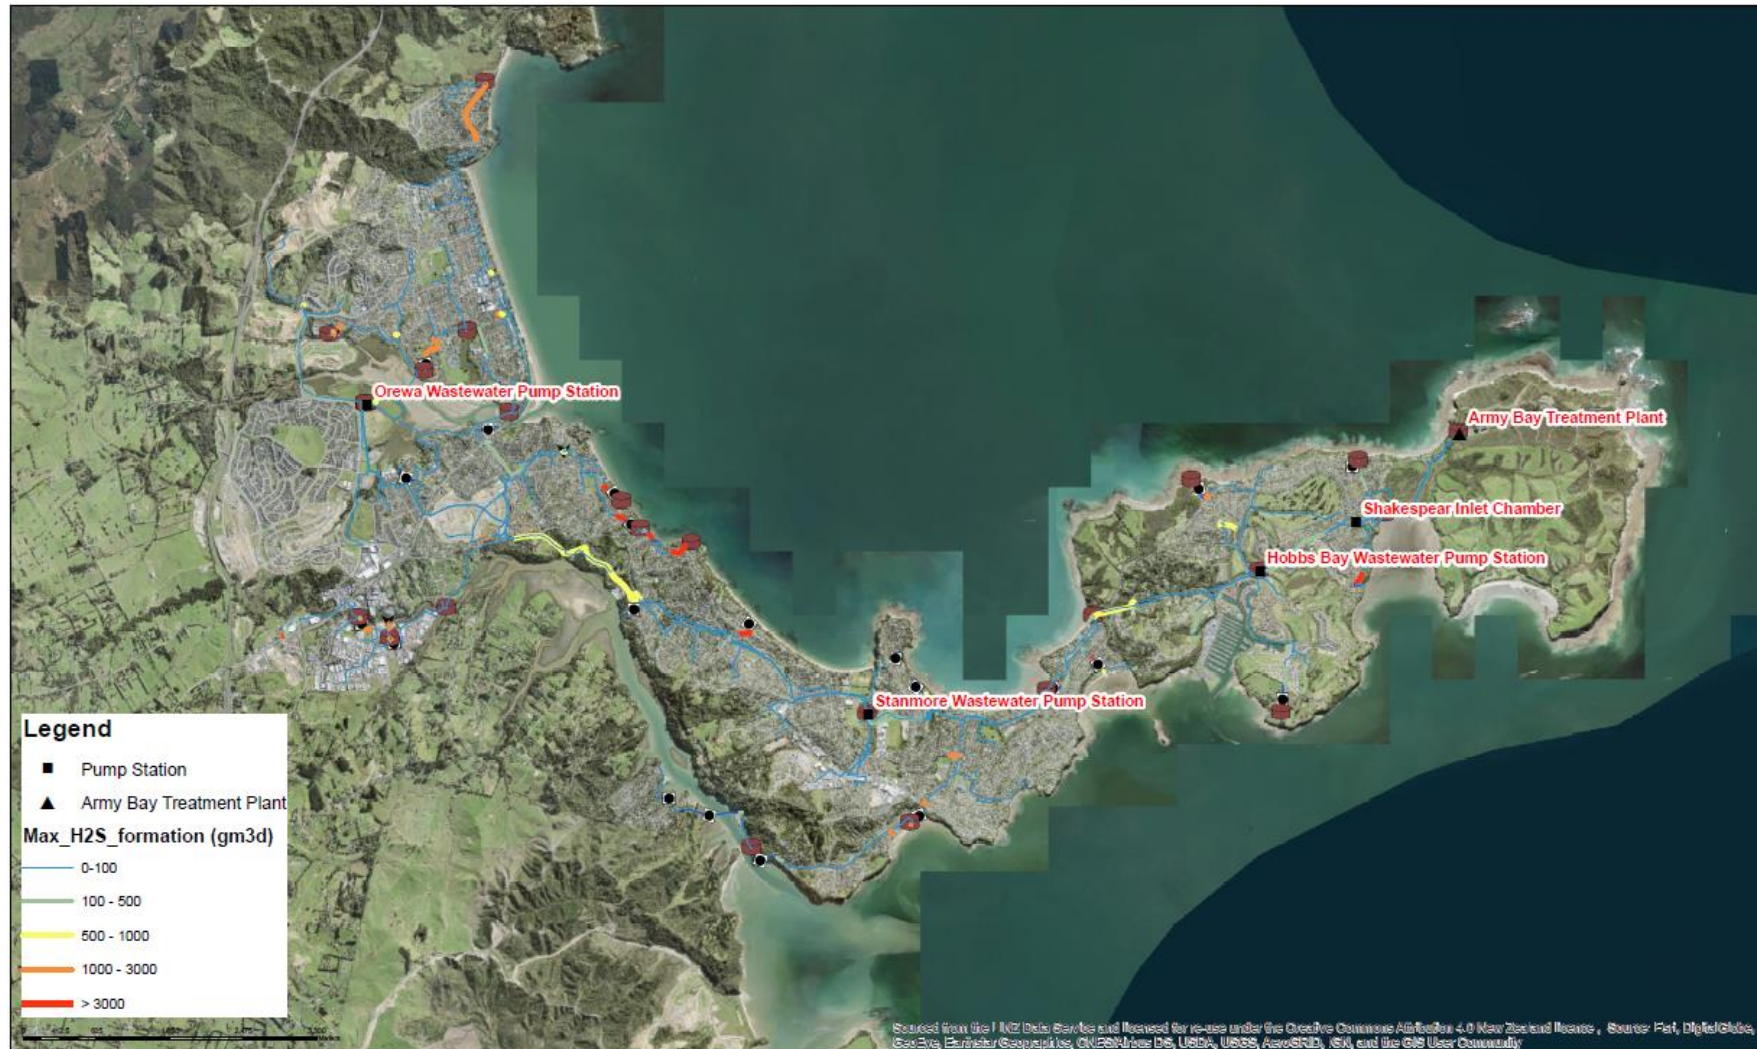 Orewa Wastewater Pump Station
Army Bay Treatment Plant
Shakespear Inlet Chamber
Hobbs Bay Wastewater Pump Station
Stanmore Wastewater Pump Station
Legend
Pump Station
Army Bay Treatment Plant
Max_H2S_formation (gm3d)
0-100
100 - 500
500 - 1000
1000 - 3000
> 3000
Sourced from the LINZ Data Service and licensed for re-use under the Creative Commons Attribution 4.0 New Zealand licence , Source: Esri, DigitalGlobe,
GeoEye, Earthstar Geographics, CNES/Airbus DS, USDA, USGS, AeroGRID, IGN, and the GIS User Community